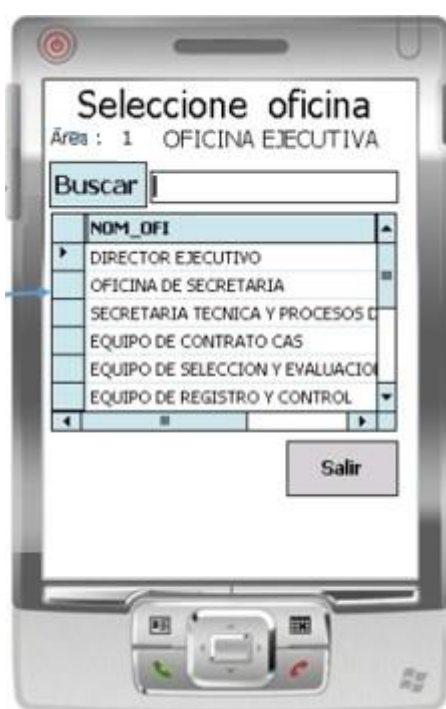 Seleccione oficina
Área : 1 OFICINA EJECUTIVA
Buscar
NOM_OFI
DIRECTOR EJECUTIVO
OFICINA DE SECRETARIA
SECRETARIA TECNICA Y PROCESOS D
EQUIPO DE CONTRATO CAS
EQUIPO DE SELECCION Y EVALUACIO
EQUIPO DE REGISTRO Y CONTROL
Salir